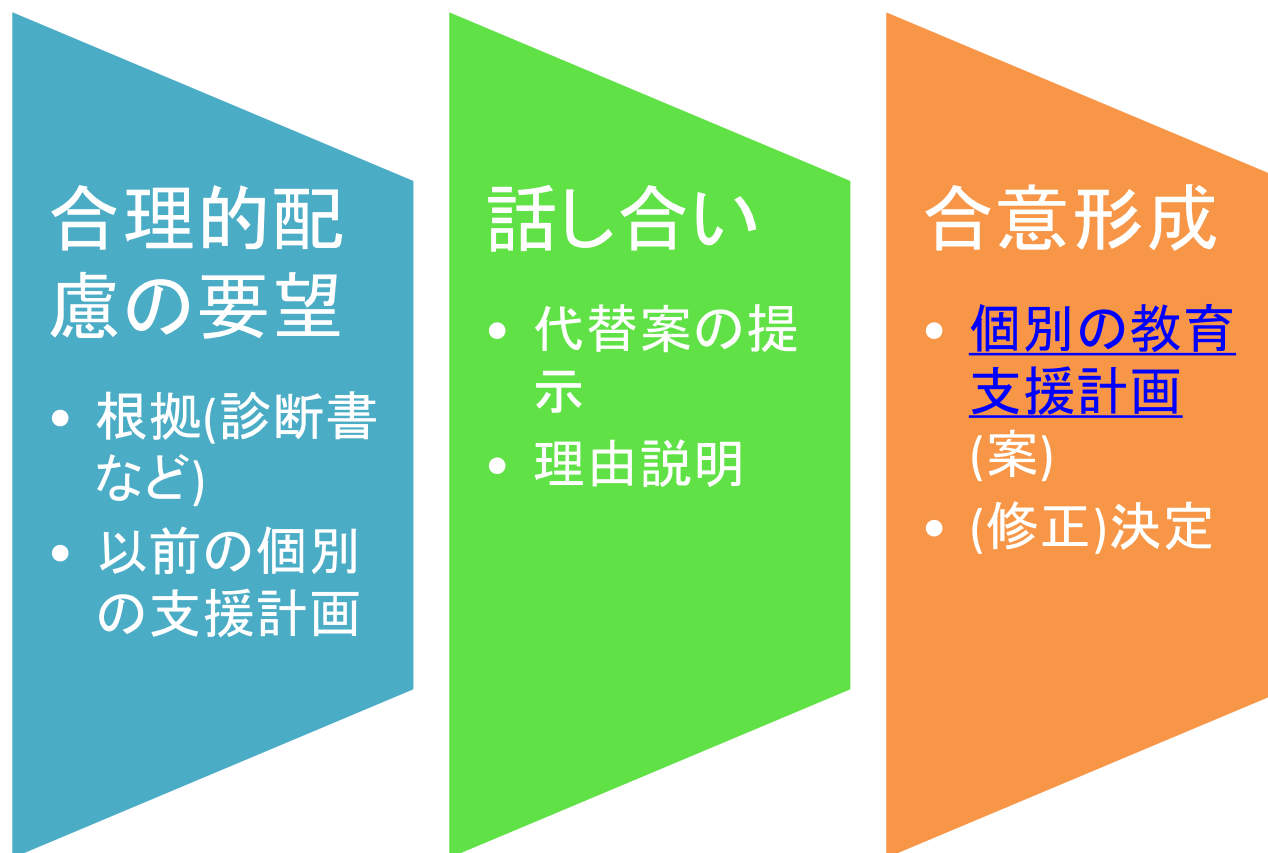 合理的配
慮の要望
• 根拠(診断書
など)
• 以前の個別
の支援計画
話し合い
• 代替案の提
示
• 理由説明
合意形成
• 個別の教育
支援計画
(案)
• (修正)決定